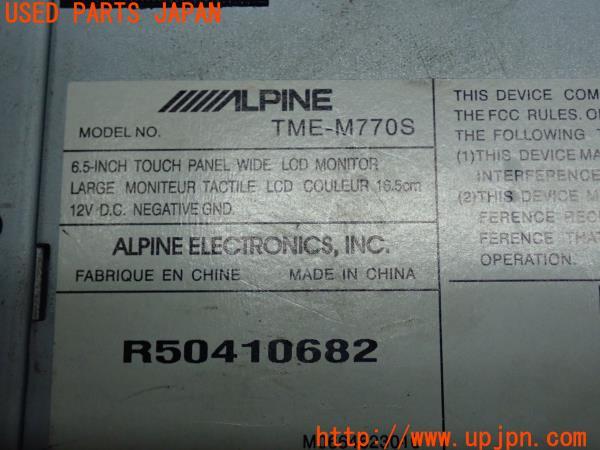 USED PARTS JAPAN
ALPINE
MODEL NO. TME-M770S
6.5-INCH TOUCH PANEL WIDE LCD MONITOR
LARGE MONITEUR TACTILE LCD COULEUR 16.5cm
12V D.C. NEGATIVE GND.
ALPINE ELECTRONICS, INC.
FABRIQUE EN CHINE MADE IN CHINA
R50410682
THIS DEVICE COM
THE FCC RULES. O
THE FOLLOWING
(1)THIS DEVICE MA
INTERFERENCE
(2)THIS DEVICE M
FERENCE REC
FERENCE THAT
OPERATION.
http://www.upjpn.com/